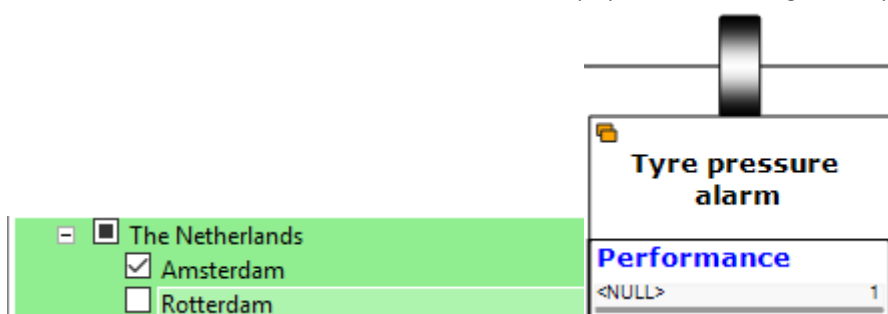 Tyre pressure
alarm
The Netherlands
Amsterdam
Rotterdam
Performance
<NULL> 1